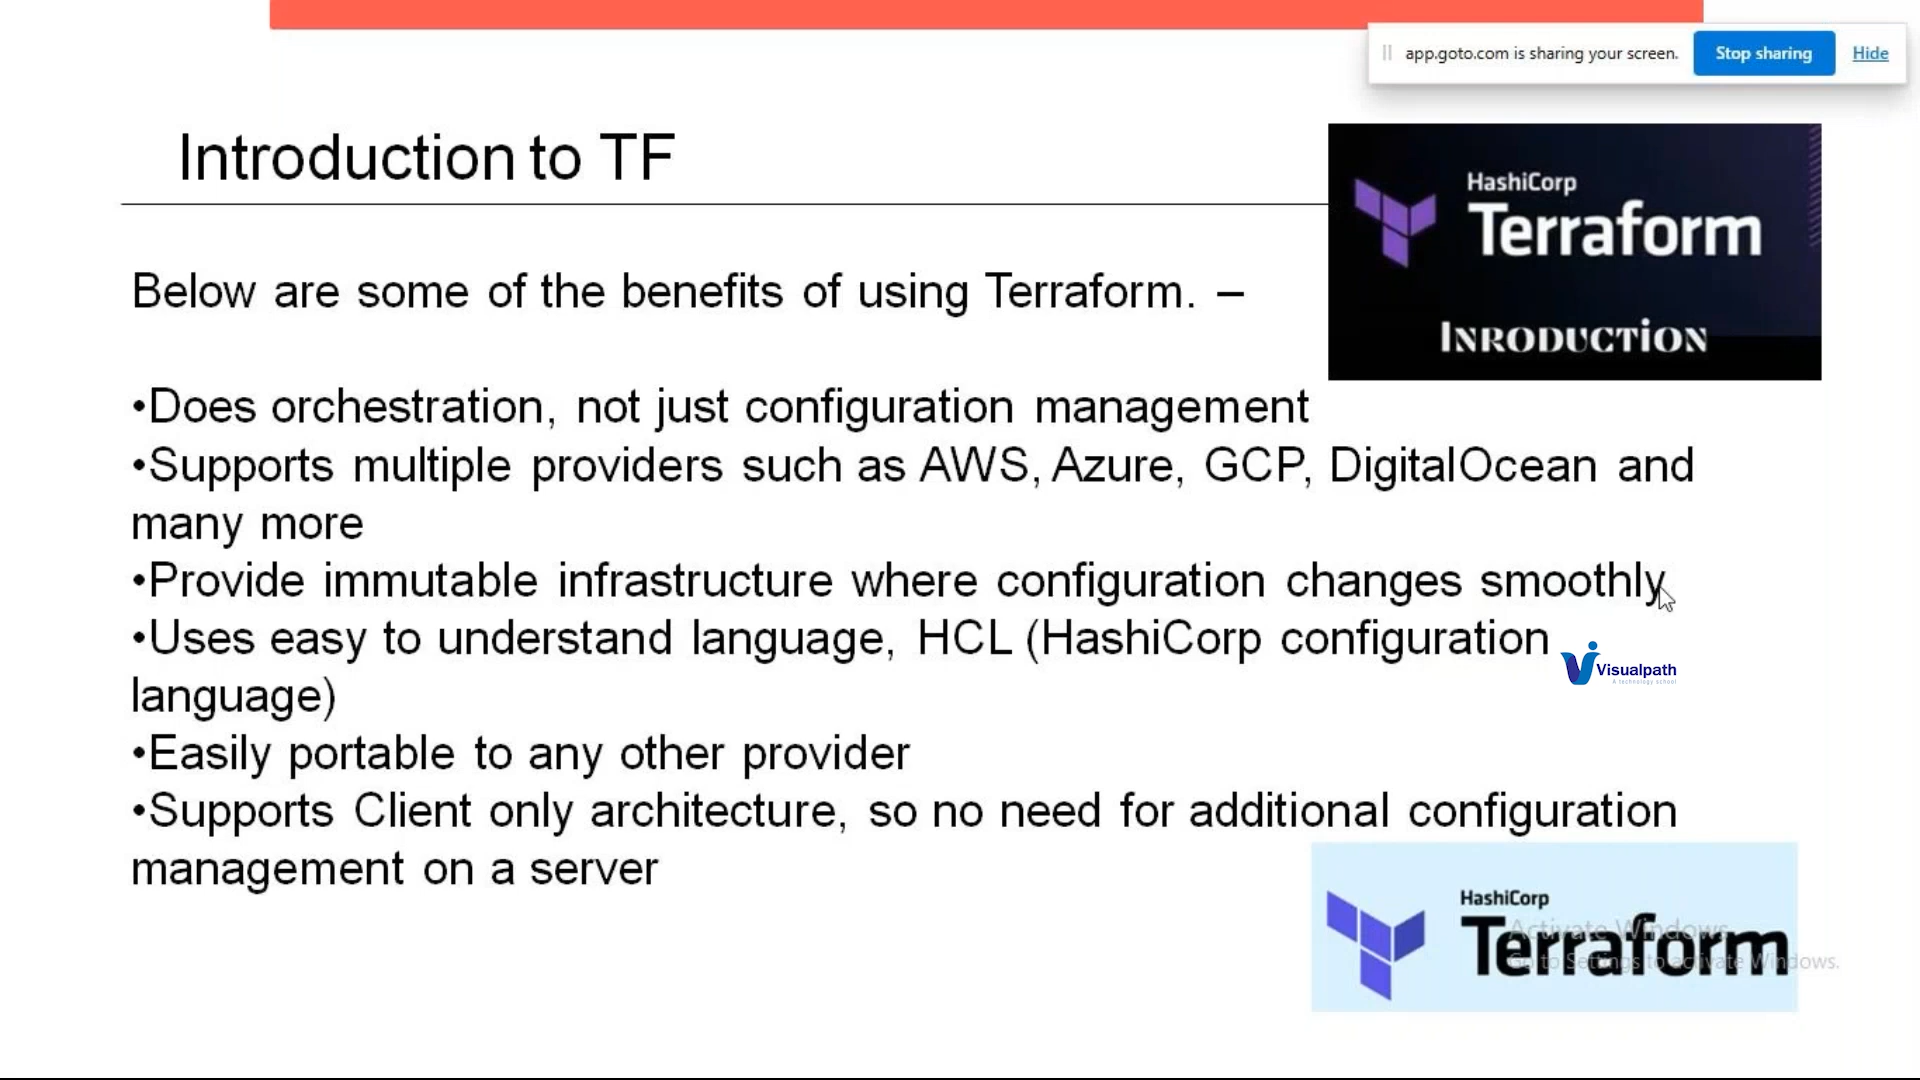 app.goto.com is sharing your screen. Stop sharing Hide
Introduction to TF
HashiCorp
Terraform
INRODUCTiON
Below are some of the benefits of using Terraform. –
•Does orchestration, not just configuration management
•Supports multiple providers such as AWS, Azure, GCP, DigitalOcean and
many more
•Provide immutable infrastructure where configuration changes smoothly
•Uses easy to understand language, HCL (HashiCorp configuration
language)
Visualpath
A technology school
•Easily portable to any other provider
•Supports Client only architecture, so no need for additional configuration
management on a server
HashiCorp
Terraform
Activate Windows
Go to Settings to activate Windows.